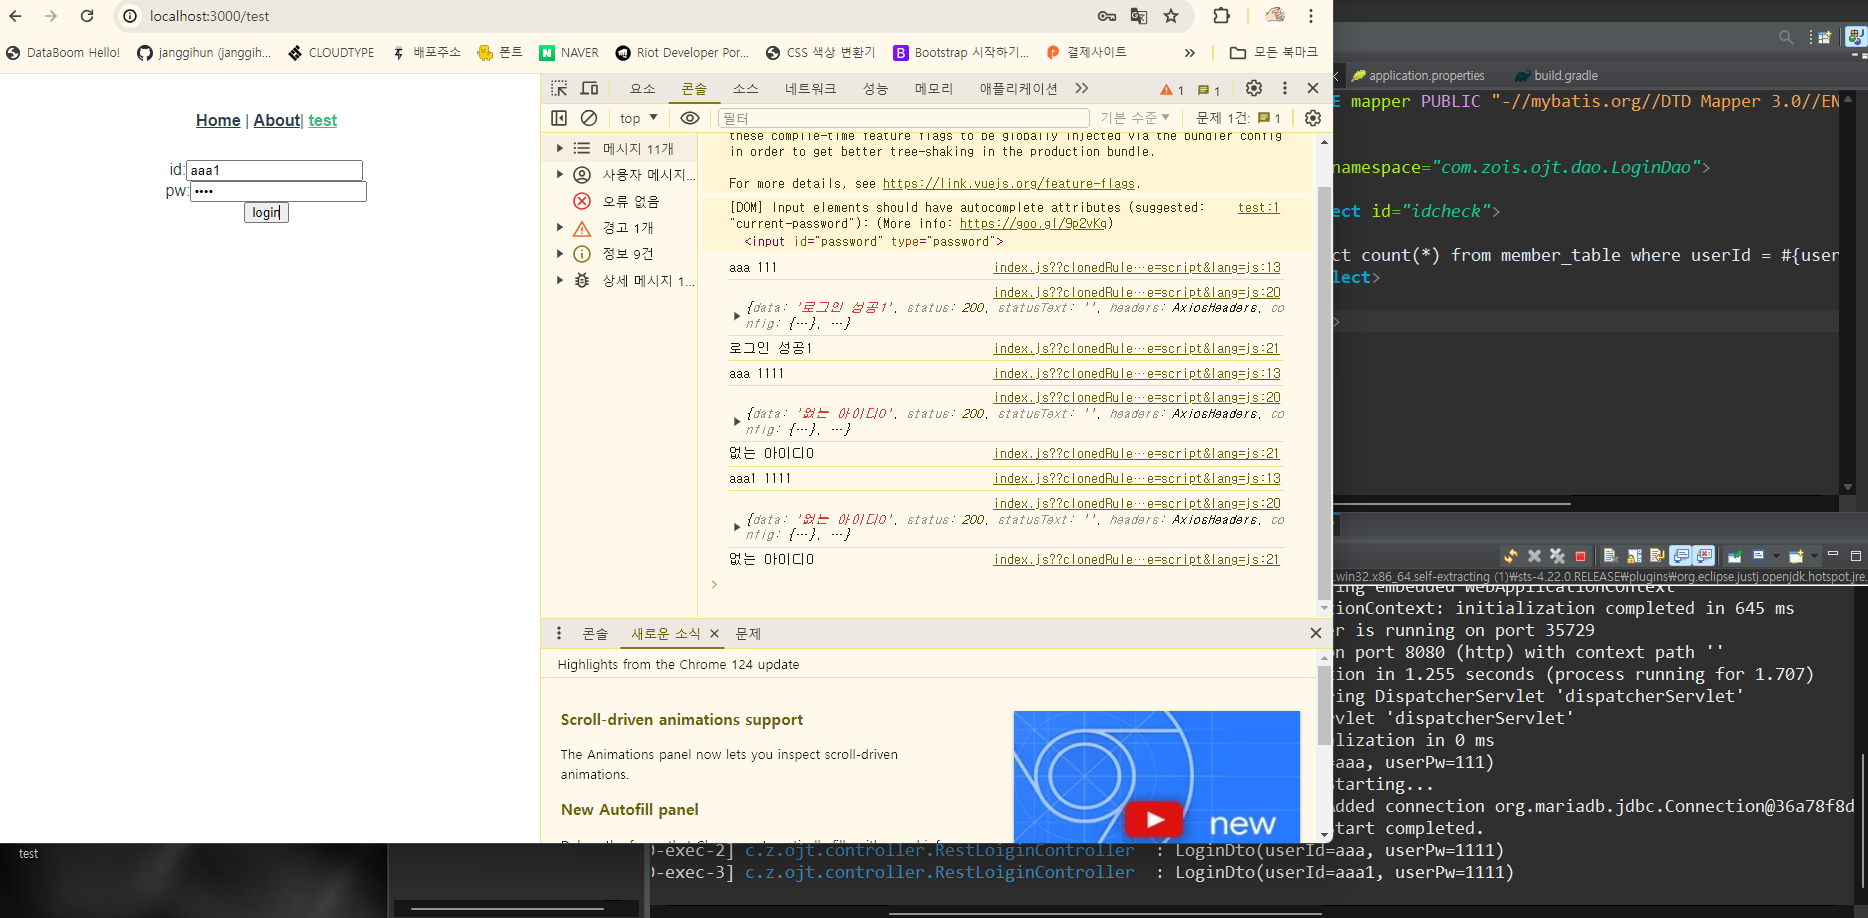 localhost:3000/test
DataBoom Hello!
janggihun (janggih...
CLOUDTYPE
배포주소
폰트
NAVER
Riot Developer Por...
CSS 색상 변환기
Bootstrap 시작하기...
결제사이트
모든 북마크
Home | About| test
id: aaa1
pw: ••••
login
요소 콘솔 소스 네트워크 성능 메모리 애플리케이션 1 1
top 필터 기본 수준 문제 1건: 1
메시지 11개
사용자 메시지...
오류 없음
경고 1개
정보 9건
상세 메시지 1...
these compile-time feature flags to be globally injected via the bundler config
in order to get better tree-shaking in the production bundle.
For more details, see https://link.vuejs.org/feature-flags.
[DOM] Input elements should have autocomplete attributes (suggested: test:1
"current-password"): (More info: https://goo.gl/9p2vKq)
<input id="password" type="password">
aaa 111 index.js??clonedRule…e=script&lang=js:13
index.js??clonedRule…e=script&lang=js:20
{data: '로그인 성공1', status: 200, statusText: '', headers: AxiosHeaders, co
nfig: {…}, …}
로그인 성공1 index.js??clonedRule…e=script&lang=js:21
aaa 1111 index.js??clonedRule…e=script&lang=js:13
index.js??clonedRule…e=script&lang=js:20
{data: '없는 아이디0', status: 200, statusText: '', headers: AxiosHeaders, co
nfig: {…}, …}
없는 아이디0 index.js??clonedRule…e=script&lang=js:21
aaa1 1111 index.js??clonedRule…e=script&lang=js:13
index.js??clonedRule…e=script&lang=js:20
{data: '없는 아이디0', status: 200, statusText: '', headers: AxiosHeaders, co
nfig: {…}, …}
없는 아이디0 index.js??clonedRule…e=script&lang=js:21
콘솔 새로운 소식 문제
Highlights from the Chrome 124 update
Scroll-driven animations support
The Animations panel now lets you inspect scroll-driven
animations.
New Autofill panel
new
application.properties build.gradle
E mapper PUBLIC "-//mybatis.org//DTD Mapper 3.0//EN
namespace="com.zois.ojt.dao.LoginDao">
ect id="idcheck">
ct count(*) from member_table where userId = #{user
lect>
>
.win32.x86_64.self-extracting (1)₩sts-4.22.0.RELEASE₩plugins₩org.eclipse.justj.openjdk.hotspot.jre.
ing embedded WebApplicationContext
ionContext: initialization completed in 645 ms
er is running on port 35729
on port 8080 (http) with context path ''
ion in 1.255 seconds (process running for 1.707)
ing DispatcherServlet 'dispatcherServlet'
rvlet 'dispatcherServlet'
lization in 0 ms
=aaa, userPw=111)
tarting...
Added connection org.mariadb.jdbc.Connection@36a78f8d
tart completed.
0-exec-2] c.z.ojt.controller.RestLoiginController : LoginDto(userId=aaa, userPw=1111)
0-exec-3] c.z.ojt.controller.RestLoiginController : LoginDto(userId=aaa1, userPw=1111)
test